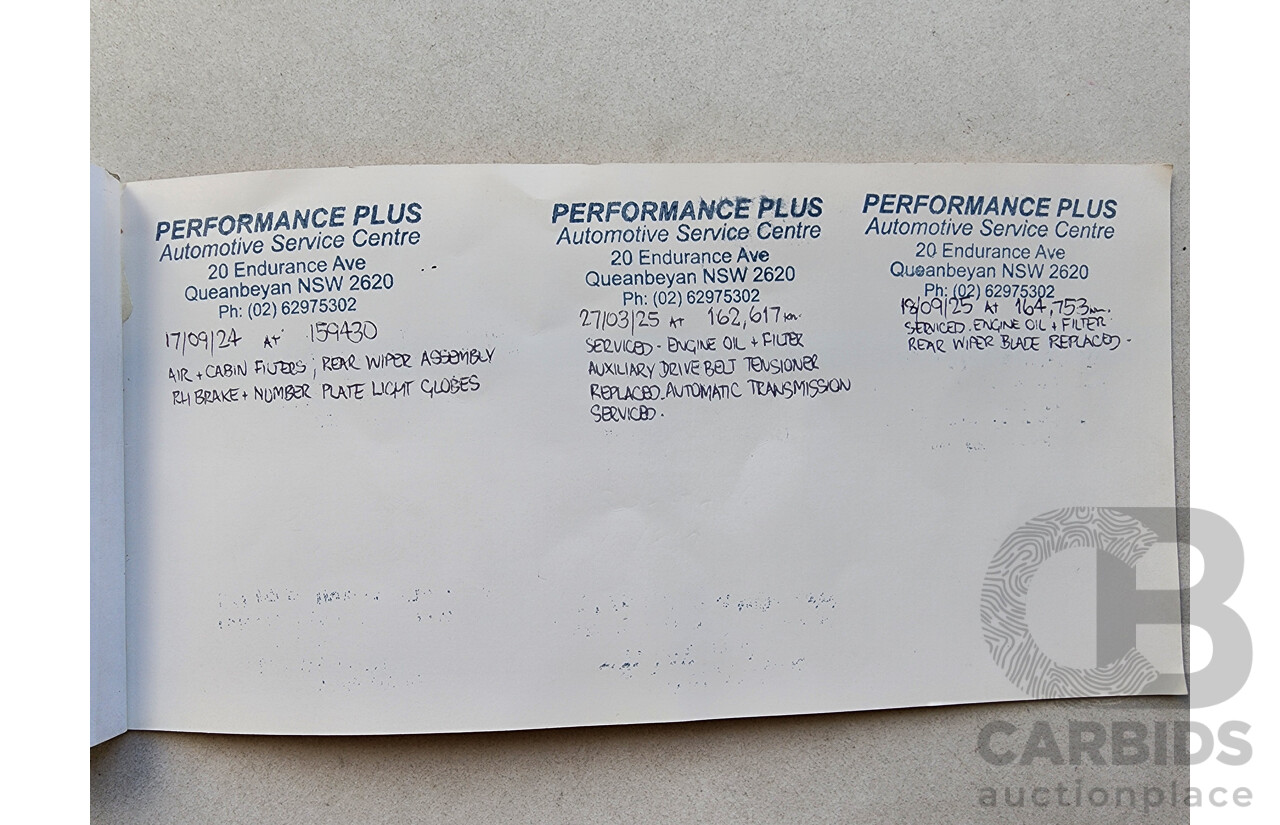 PERFORMANCE PLUS
Automotive Service Centre
20 Endurance Ave
Queanbeyan NSW 2620
Ph: (02) 62975302
17/09/24 AT 159430
AIR + CABIN FILTERS; REAR WIPER ASSEMBLY
RH BRAKE + NUMBER PLATE LIGHT GLOBES
PERFORMANCE PLUS
Automotive Service Centre
20 Endurance Ave
Queanbeyan NSW 2620
Ph: (02) 62975302
27/03/25 AT 162,617km.
SERVICED - ENGINE OIL + FILTER
AUXILIARY DRIVE BELT TENSIONER
REPLACED. AUTOMATIC TRANSMISSION
SERVICED.
PERFORMANCE PLUS
Automotive Service Centre
20 Endurance Ave
Queanbeyan NSW 2620
Ph: (02) 62975302
18/09/25 AT 164,753km.
SERVICED. ENGINE OIL + FILTER
REAR WIPER BLADE REPLACED.
CB
CARBIDS
auctionplace